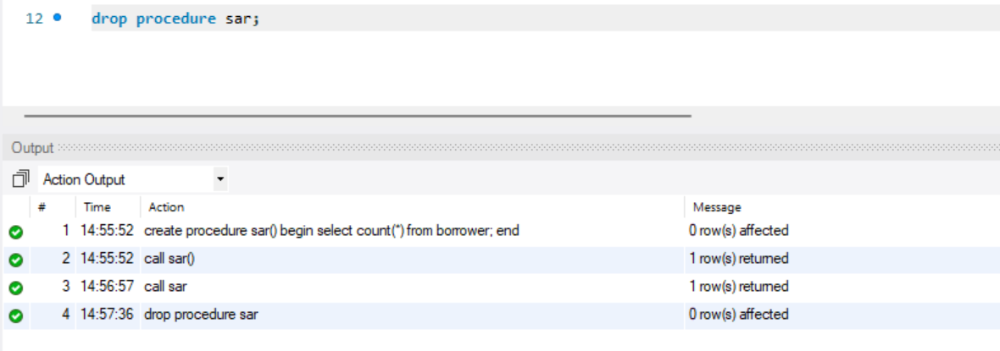 12 drop procedure sar;
Output
Action Output
# Time Action Message
1 14:55:52 create procedure sar() begin select count(*) from borrower; end 0 row(s) affected
2 14:55:52 call sar() 1 row(s) returned
3 14:56:57 call sar 1 row(s) returned
4 14:57:36 drop procedure sar 0 row(s) affected